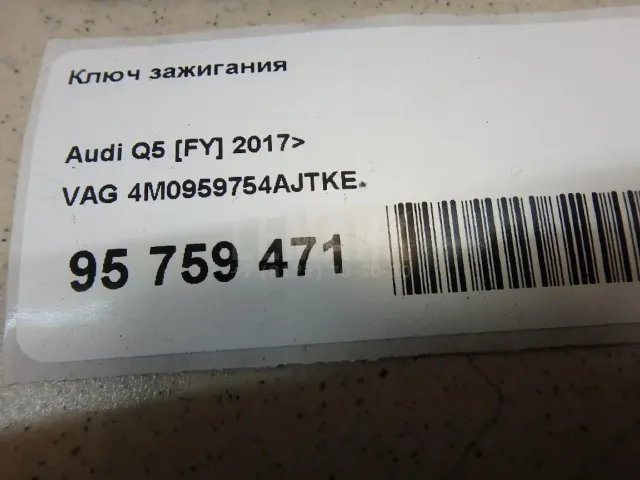 Ключ зажигания
Audi Q5 [FY] 2017>
VAG 4M0959754AJTKE.
95 759 471